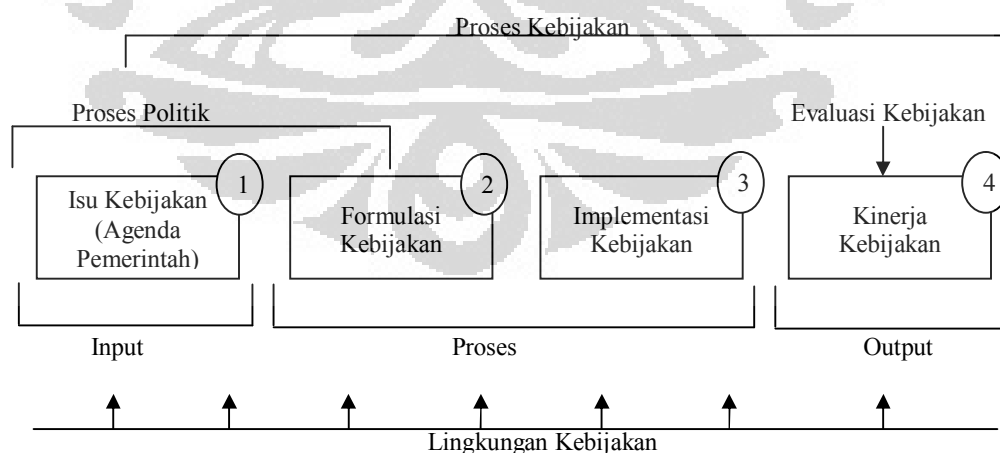 Proses Kebijakan
Proses Politik
Evaluasi Kebijakan
1
Isu Kebijakan
(Agenda
Pemerintah)
2
Formulasi
Kebijakan
3
Implementasi
Kebijakan
4
Kinerja
Kebijakan
Input
Proses
Output
Lingkungan Kebijakan